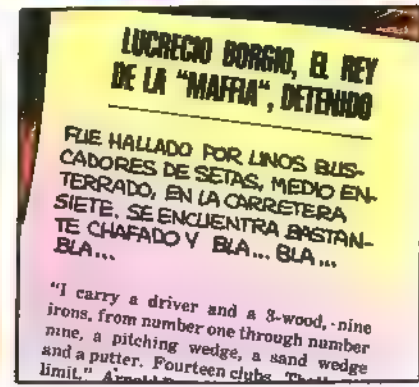 LUCRECIO BORGIO, EL REY
DE LA "MAFFIA", DETENIDO
FUE HALLADO POR UNOS BUS-
CADORES DE SETAS, MEDIO EN-
TERRADO, EN LA CARRETERA
SIETE. SE ENCUENTRA BASTAN-
TE CHAFADO Y BLA... BLA...
BLA...
"I carry a driver and a 3-wood, nine
irons, from number one through number
nine, a pitching wedge, a sand wedge
and a putter. Fourteen clubs.
limit."